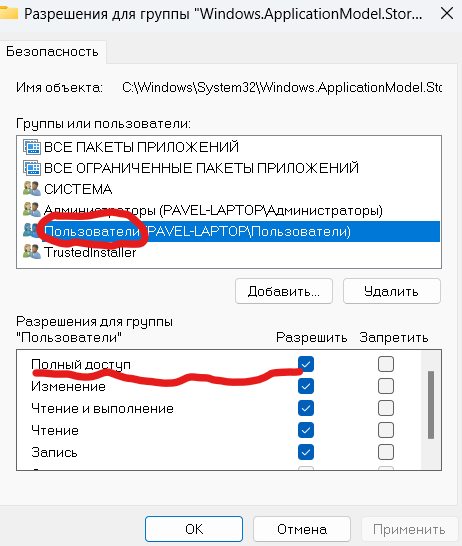 Разрешения для группы "Windows.ApplicationModel.Stor...
Безопасность
Имя объекта: C:\Windows\System32\Windows.ApplicationModel.Sto
Группы или пользователи:
ВСЕ ПАКЕТЫ ПРИЛОЖЕНИЙ
ВСЕ ОГРАНИЧЕННЫЕ ПАКЕТЫ ПРИЛОЖЕНИЙ
СИСТЕМА
Администраторы (PAVEL-LAPTOP\Администраторы)
Пользователи (PAVEL-LAPTOP\Пользователи)
TrustedInstaller
Добавить... Удалить
Разрешения для группы
"Пользователи" Разрешить Запретить
Полный доступ
Изменение
Чтение и выполнение
Чтение
Запись
ОК Отмена Применить